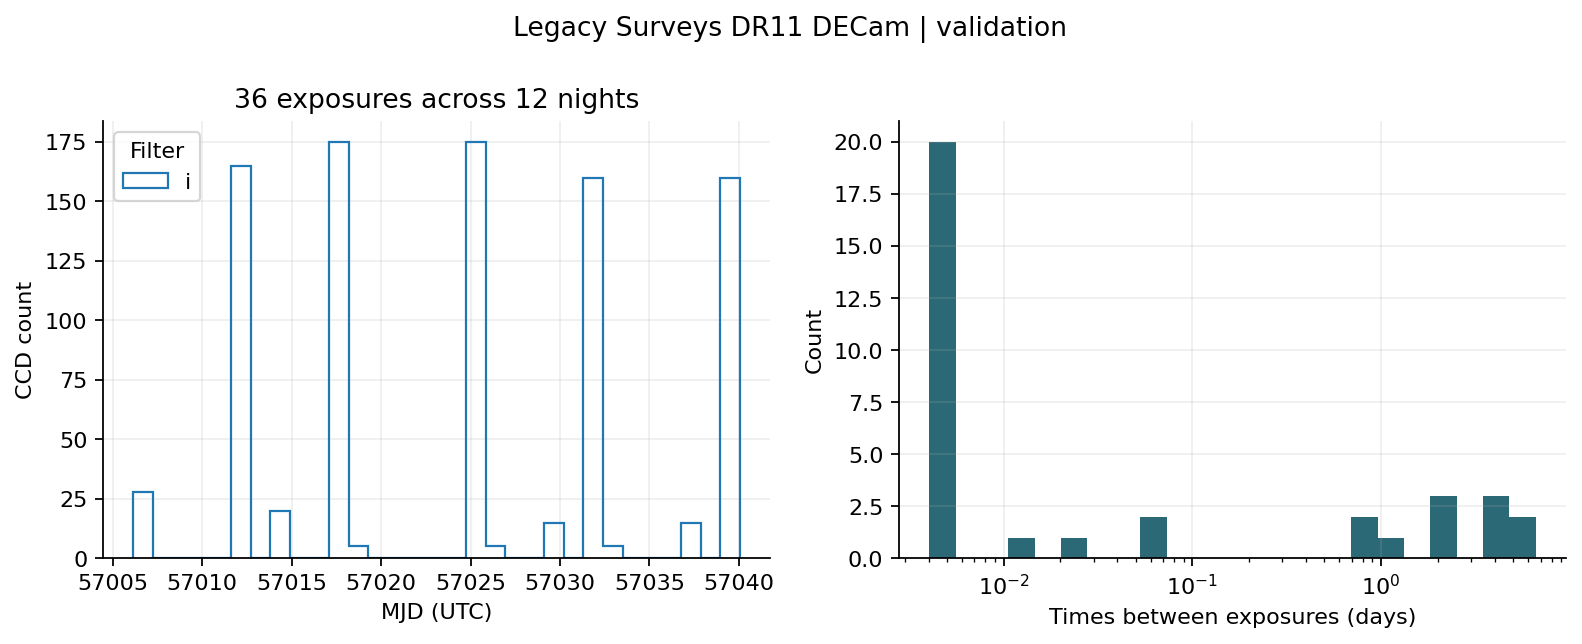 Legacy Surveys DR11 DECam | validation
36 exposures across 12 nights
Filter
i
175
150
125
100
75
50
25
0
CCD count
57005 57010 57015 57020 57025 57030 57035 57040
MJD (UTC)
20.0
17.5
15.0
12.5
10.0
7.5
5.0
2.5
0.0
Count
10⁻² 10⁻¹ 10⁰
Times between exposures (days)